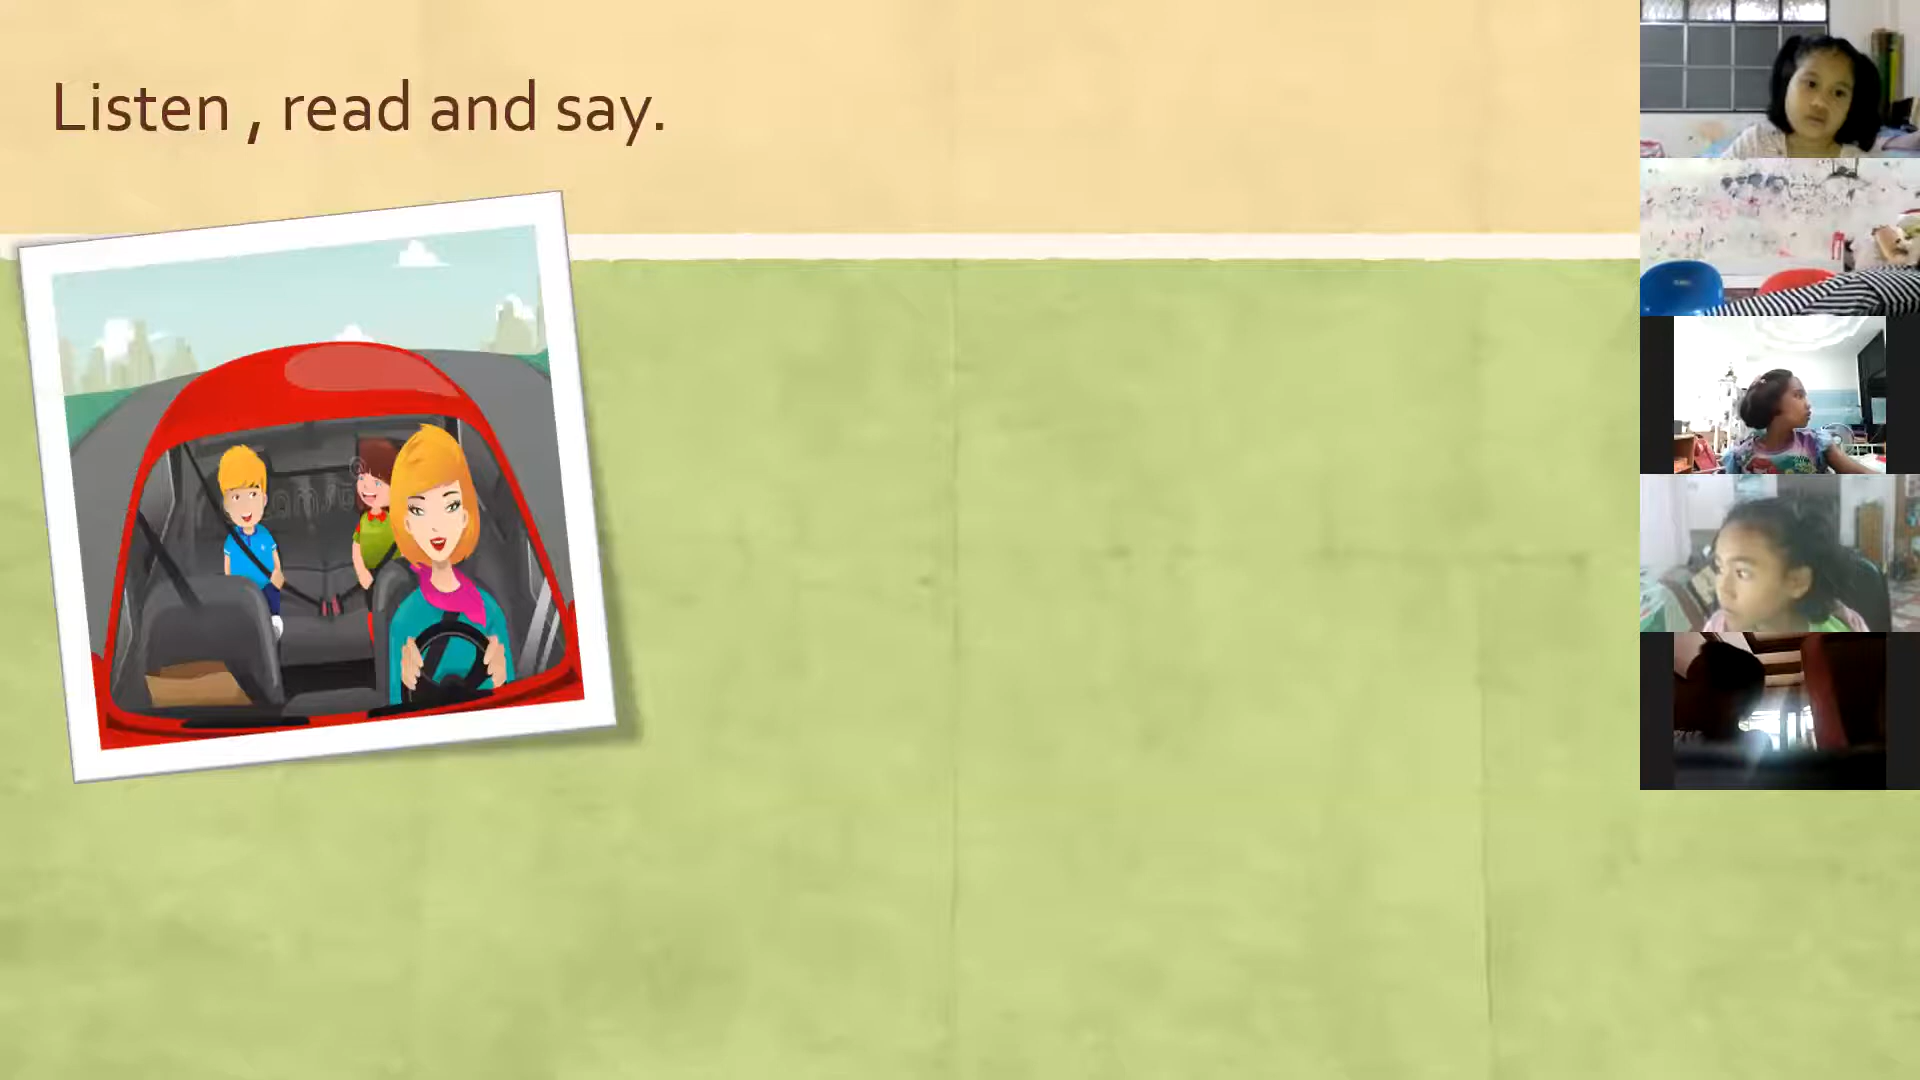 Listen , read and say.